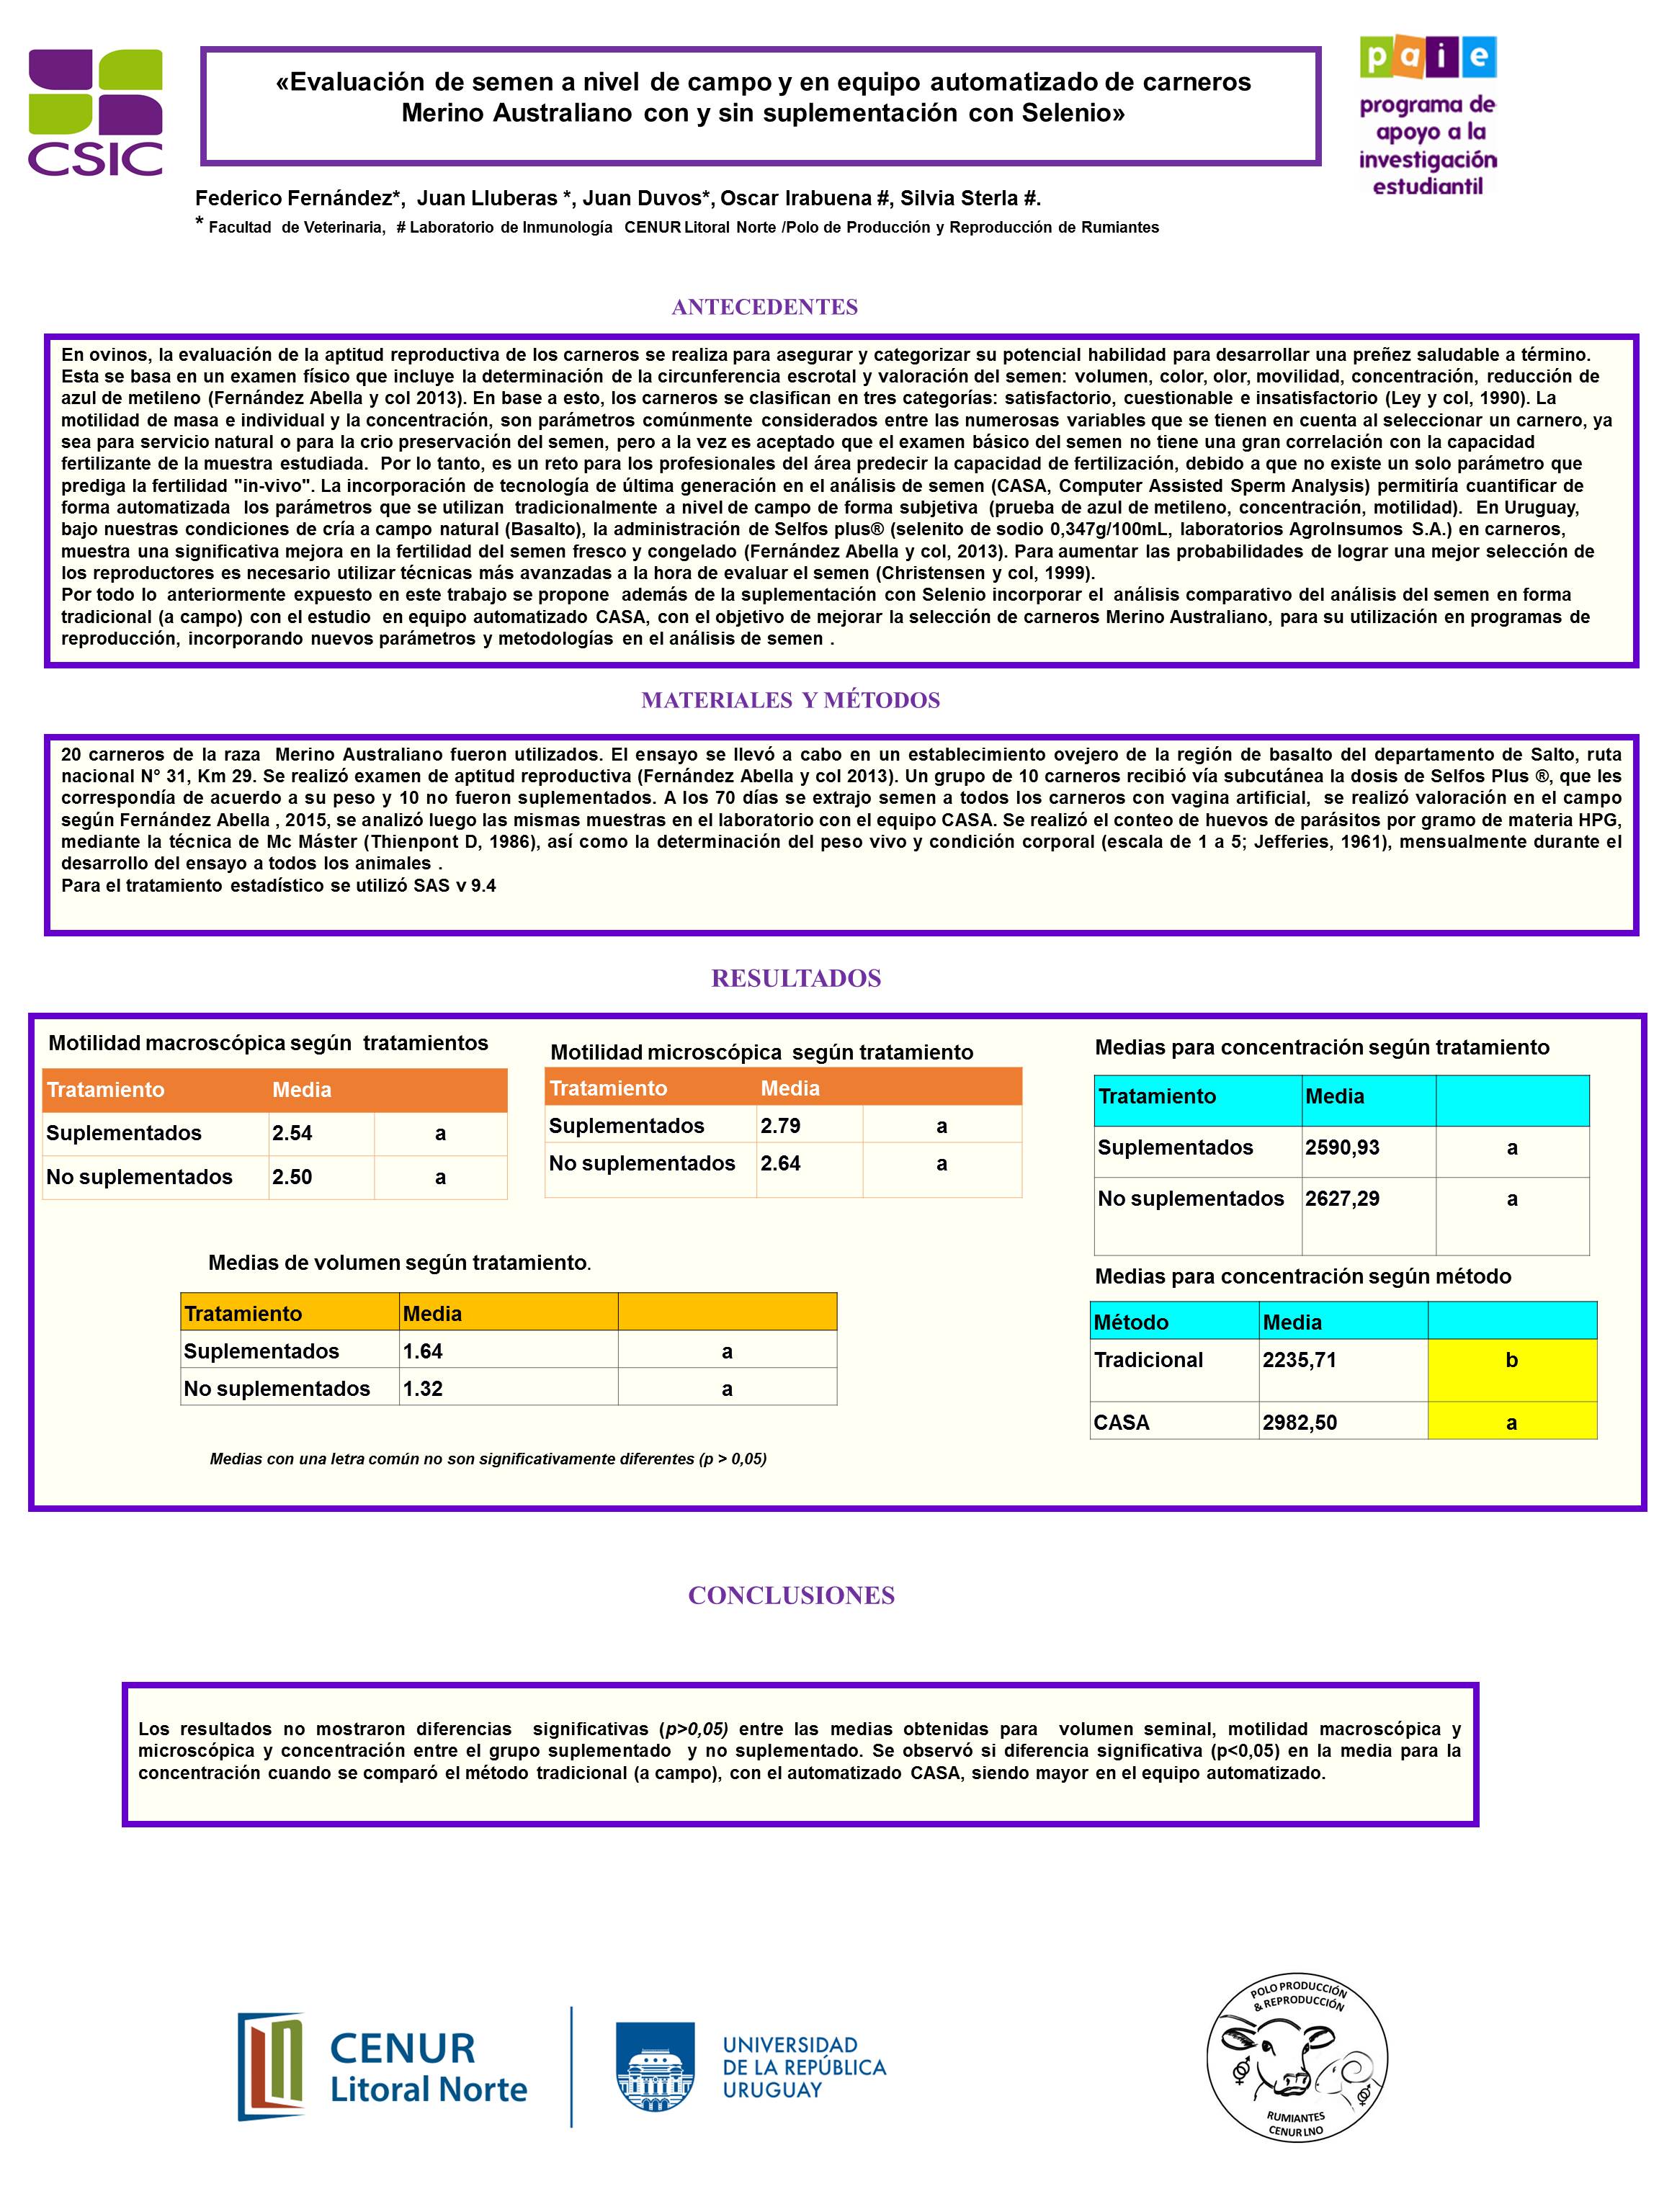 CSIC
«Evaluación de semen a nivel de campo y en equipo automatizado de carneros
Merino Australiano con y sin suplementación con Selenio»
paie
programa de
apoyo a la
investigación
estudiantil
Federico Fernández*, Juan Lluberas *, Juan Duvos*, Oscar Irabuena #, Silvia Sterla #.
* Facultad de Veterinaria, # Laboratorio de Inmunología CENUR Litoral Norte /Polo de Producción y Reproducción de Rumiantes
ANTECEDENTES
En ovinos, la evaluación de la aptitud reproductiva de los carneros se realiza para asegurar y categorizar su potencial habilidad para desarrollar una preñez saludable a término.
Esta se basa en un examen físico que incluye la determinación de la circunferencia escrotal y valoración del semen: volumen, color, olor, movilidad, concentración, reducción de
azul de metileno (Fernández Abella y col 2013). En base a esto, los carneros se clasifican en tres categorías: satisfactorio, cuestionable e insatisfactorio (Ley y col, 1990). La
motilidad de masa e individual y la concentración, son parámetros comúnmente considerados entre las numerosas variables que se tienen en cuenta al seleccionar un carnero, ya
sea para servicio natural o para la crio preservación del semen, pero a la vez es aceptado que el examen básico del semen no tiene una gran correlación con la capacidad
fertilizante de la muestra estudiada. Por lo tanto, es un reto para los profesionales del área predecir la capacidad de fertilización, debido a que no existe un solo parámetro que
prediga la fertilidad "in-vivo". La incorporación de tecnología de última generación en el análisis de semen (CASA, Computer Assisted Sperm Analysis) permitiría cuantificar de
forma automatizada los parámetros que se utilizan tradicionalmente a nivel de campo de forma subjetiva (prueba de azul de metileno, concentración, motilidad). En Uruguay,
bajo nuestras condiciones de cría a campo natural (Basalto), la administración de Selfos plus® (selenito de sodio 0,347g/100mL, laboratorios AgroInsumos S.A.) en carneros,
muestra una significativa mejora en la fertilidad del semen fresco y congelado (Fernández Abella y col, 2013). Para aumentar las probabilidades de lograr una mejor selección de
los reproductores es necesario utilizar técnicas más avanzadas a la hora de evaluar el semen (Christensen y col, 1999).
Por todo lo anteriormente expuesto en este trabajo se propone además de la suplementación con Selenio incorporar el análisis comparativo del análisis del semen en forma
tradicional (a campo) con el estudio en equipo automatizado CASA, con el objetivo de mejorar la selección de carneros Merino Australiano, para su utilización en programas de
reproducción, incorporando nuevos parámetros y metodologías en el análisis de semen .
MATERIALES Y MÉTODOS
20 carneros de la raza Merino Australiano fueron utilizados. El ensayo se llevó a cabo en un establecimiento ovejero de la región de basalto del departamento de Salto, ruta
nacional N° 31, Km 29. Se realizó examen de aptitud reproductiva (Fernández Abella y col 2013). Un grupo de 10 carneros recibió vía subcutánea la dosis de Selfos Plus ®, que les
correspondía de acuerdo a su peso y 10 no fueron suplementados. A los 70 días se extrajo semen a todos los carneros con vagina artificial, se realizó valoración en el campo
según Fernández Abella , 2015, se analizó luego las mismas muestras en el laboratorio con el equipo CASA. Se realizó el conteo de huevos de parásitos por gramo de materia HPG,
mediante la técnica de Mc Máster (Thienpont D, 1986), así como la determinación del peso vivo y condición corporal (escala de 1 a 5; Jefferies, 1961), mensualmente durante el
desarrollo del ensayo a todos los animales .
Para el tratamiento estadístico se utilizó SAS v 9.4
RESULTADOS
Motilidad macroscópica según tratamientos
Tratamiento Media
Suplementados 2.54 a
No suplementados 2.50 a
Motilidad microscópica según tratamiento
Tratamiento Media
Suplementados 2.79 a
No suplementados 2.64 a
Medias para concentración según tratamiento
Tratamiento Media
Suplementados 2590,93 a
No suplementados 2627,29 a
Medias de volumen según tratamiento.
Tratamiento Media
Suplementados 1.64 a
No suplementados 1.32 a
Medias para concentración según método
Método Media
Tradicional 2235,71 b
CASA 2982,50 a
Medias con una letra común no son significativamente diferentes (p > 0,05)
CONCLUSIONES
Los resultados no mostraron diferencias significativas (p>0,05) entre las medias obtenidas para volumen seminal, motilidad macroscópica y
microscópica y concentración entre el grupo suplementado y no suplementado. Se observó si diferencia significativa (p<0,05) en la media para la
concentración cuando se comparó el método tradicional (a campo), con el automatizado CASA, siendo mayor en el equipo automatizado.
CENUR
Litoral Norte
UNIVERSIDAD
DE LA REPÚBLICA
URUGUAY
POLO PRODUCCIÓN
& REPRODUCCIÓN
RUMIANTES
CENUR LNO